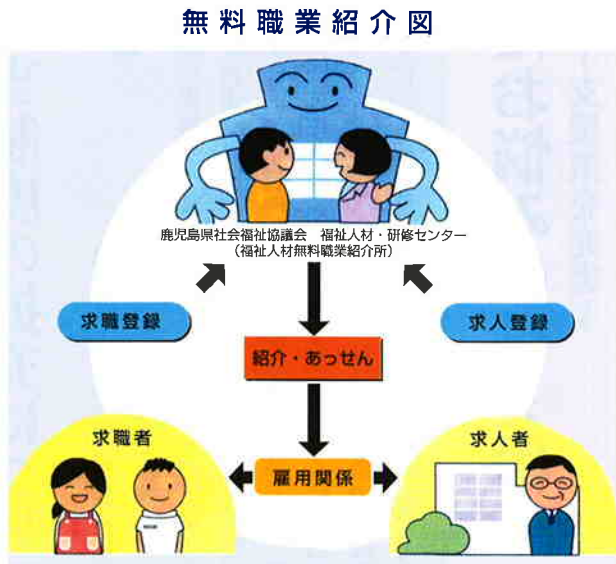 無料職業紹介図
鹿児島県社会福祉協議会　福祉人材・研修センター
（福祉人材無料職業紹介所）
求職登録
求人登録
紹介・あっせん
求職者
求人者
雇用関係